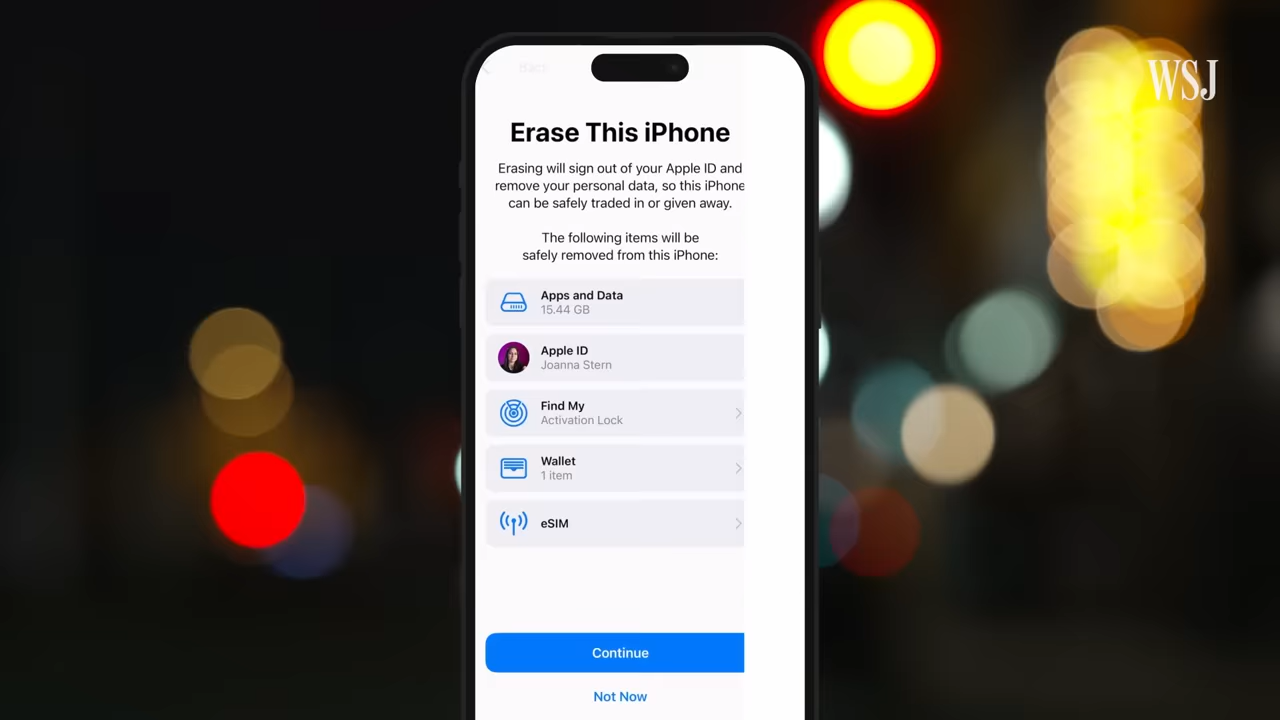 WSJ
Back
Erase This iPhone
Erasing will sign out of your Apple ID and
remove your personal data, so this iPhone
can be safely traded in or given away.
The following items will be
safely removed from this iPhone:
Apps and Data
15.44 GB
Apple ID
Joanna Stern
Find My
Activation Lock
Wallet
1 item
eSIM
Continue
Not Now